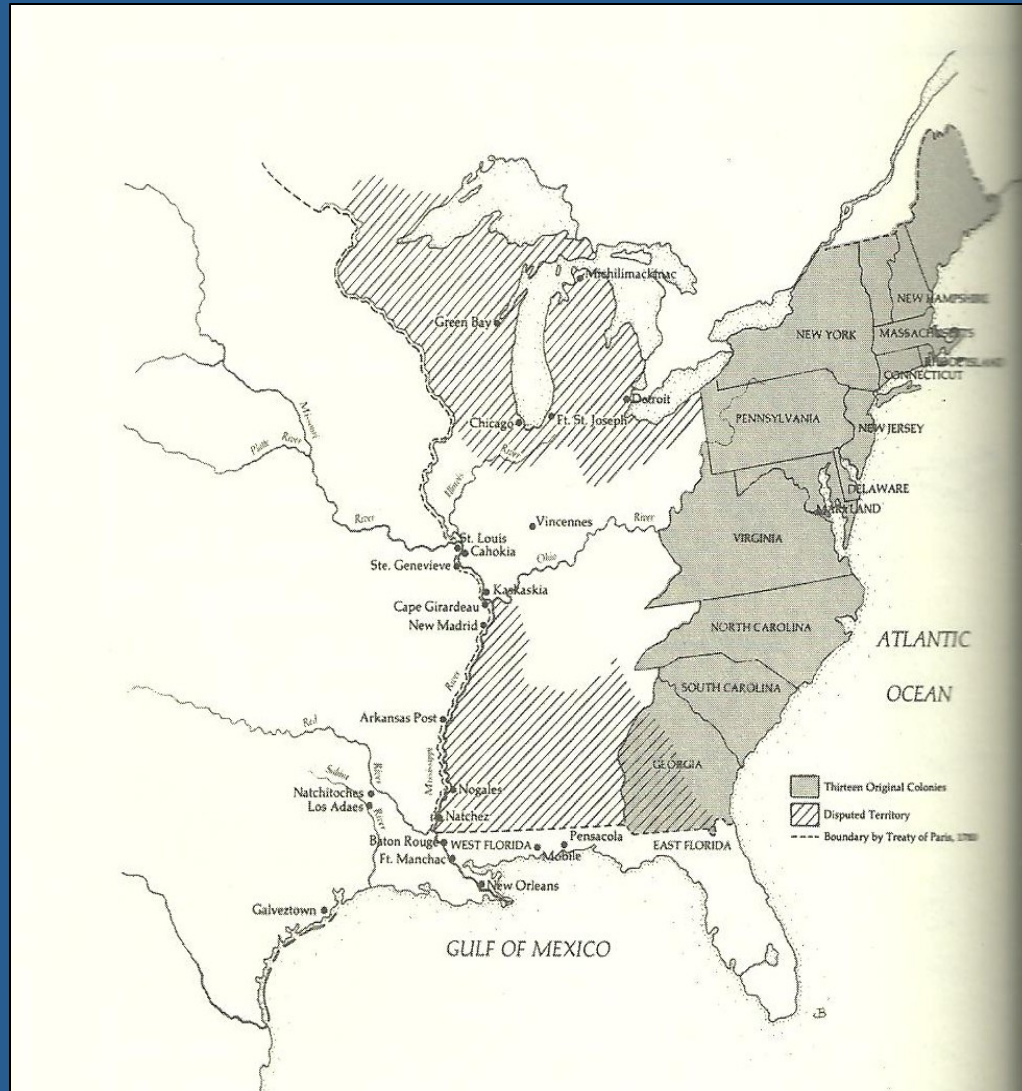 Mishilimackinac
NEW HAMPSHIRE
Green Bay
NEW YORK
MASSACHUSETTS
RHODE ISLAND
CONNECTICUT
Detroit
Chicago
Ft. St. Joseph
PENNSYLVANIA
NEW JERSEY
Missouri
Platte River
River
Illinois
River
DELAWARE
MARYLAND
Vincennes
River
VIRGINIA
St. Louis
Cahokia
Ohio
Ste. Genevieve
Kaskaskia
Cape Girardeau
New Madrid
NORTH CAROLINA
ATLANTIC
OCEAN
River
SOUTH CAROLINA
Arkansas Post
Red
River
Mississippi
GEORGIA
Natchitoches
Los Adaes
River
Nogales
Natchez
Thirteen Original Colonies
Disputed Territory
Boundary by Treaty of Paris,
Baton Rouge
WEST FLORIDA
Pensacola
Mobile
EAST FLORIDA
Ft. Manchac
New Orleans
Galveztown
GULF OF MEXICO